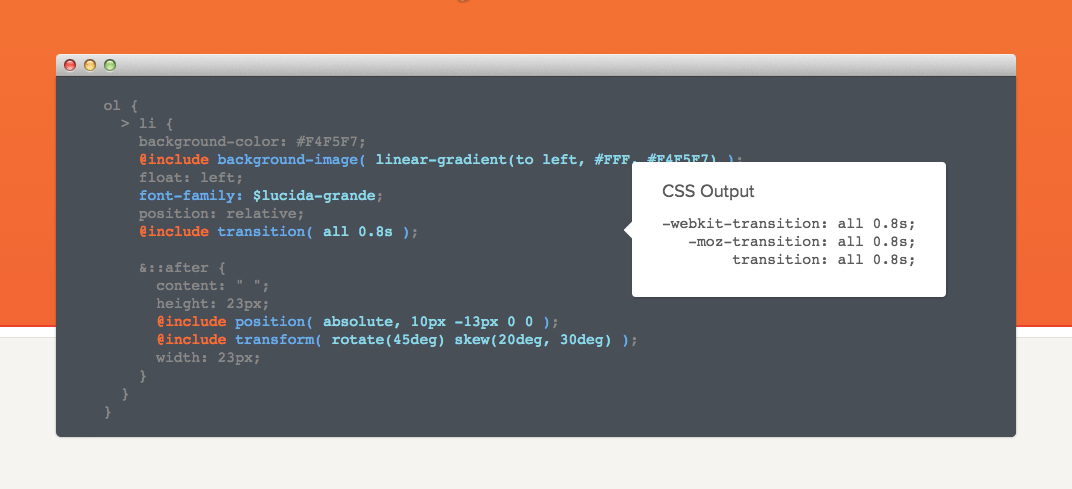 ol {
> li {
background-color: #F4F5F7;
@include background-image( linear-gradient(to left, #FFF, #F4F5F7) );
float: left;
font-family: $lucida-grande;
position: relative;
@include transition( all 0.8s );
&::after {
content: " ";
height: 23px;
@include position( absolute, 10px -13px 0 0 );
@include transform( rotate(45deg) skew(20deg, 30deg) );
width: 23px;
}
}
}
CSS Output
-webkit-transition: all 0.8s;
-moz-transition: all 0.8s;
transition: all 0.8s;